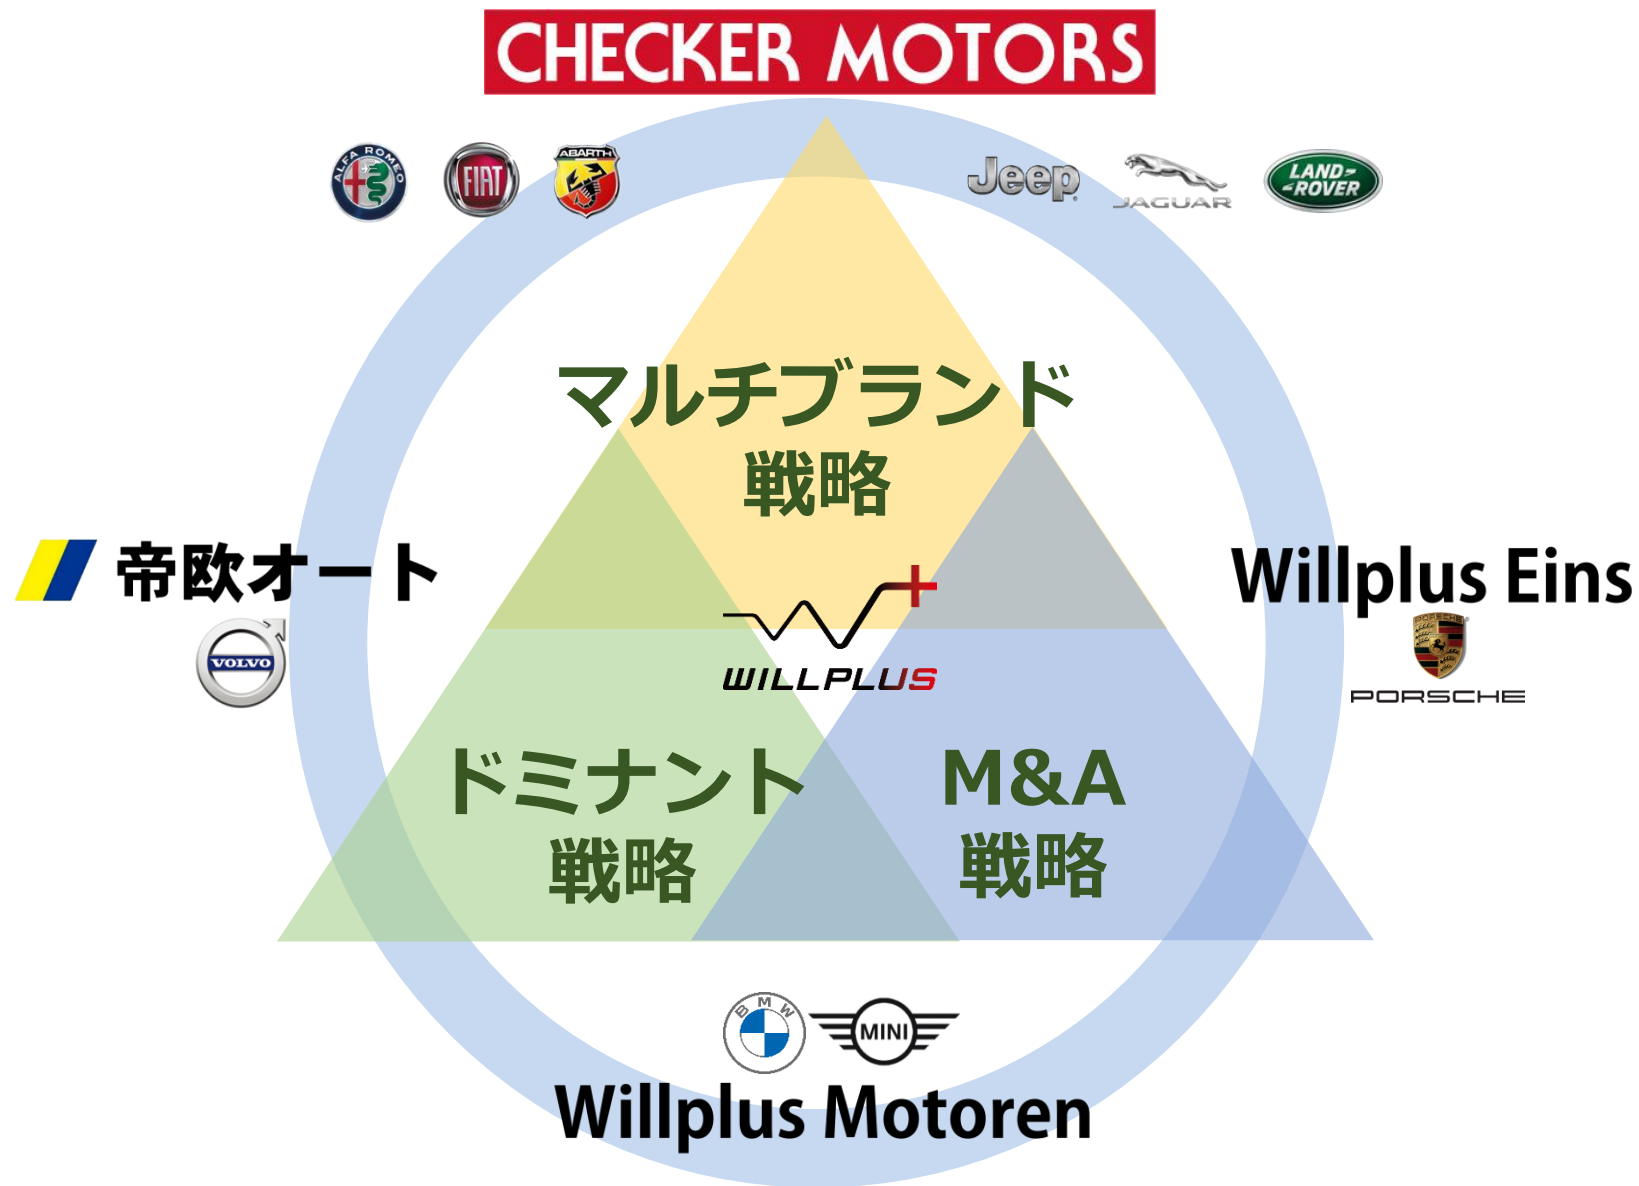 CHECKER MOTORS
ALFA ROMEO
FIAT
ABARTH
Jeep
JAGUAR
LAND-
-ROVER
マルチブランド
戦略
帝欧オート
VOLVO
WILLPLUS
Willplus Eins
PORSCHE
PORSCHE
ドミナント
戦略
M&A
戦略
BMW
MINI
Willplus Motoren